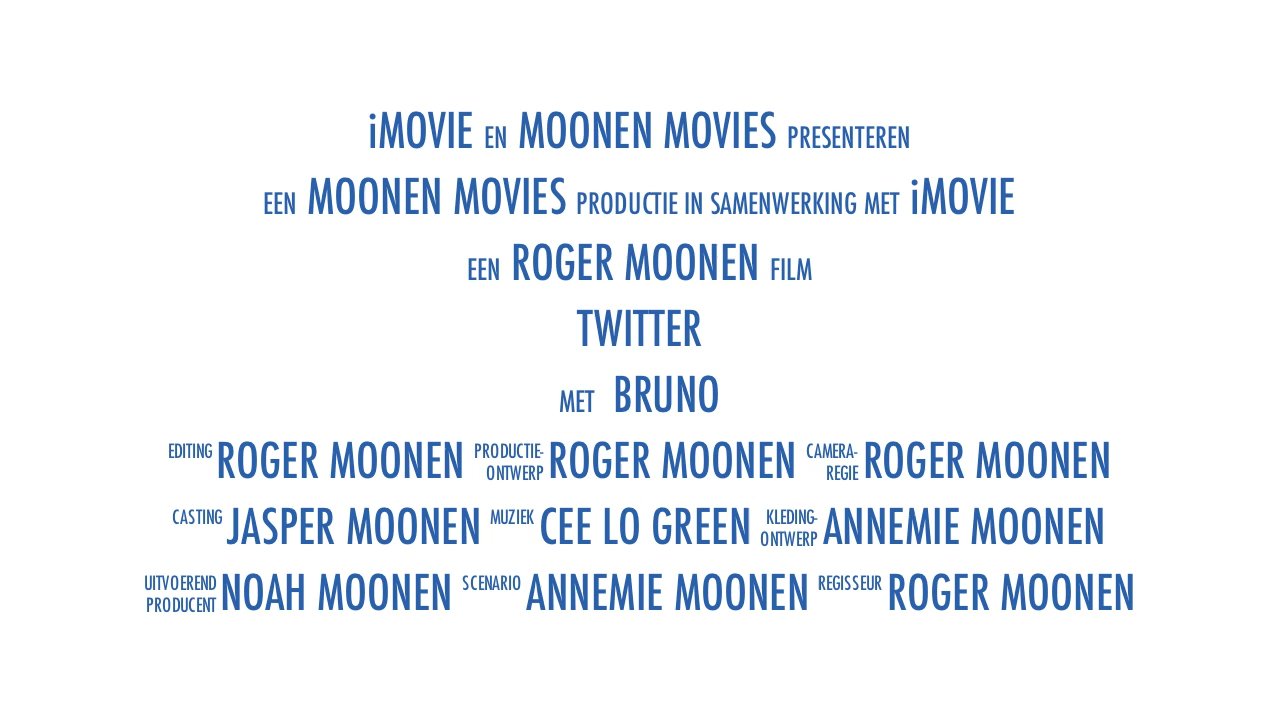 iMOVIE EN MOONEN MOVIES PRESENTEREN
EEN MOONEN MOVIES PRODUCTIE IN SAMENWERKING MET iMOVIE
EEN ROGER MOONEN FILM
TWITTER
MET BRUNO
EDITING ROGER MOONEN PRODUCTIE-ONTWERP ROGER MOONEN CAMERA-REGIE ROGER MOONEN
CASTING JASPER MOONEN MUZIEK CEE LO GREEN KLEDING-ONTWERP ANNEMIE MOONEN
UITVOEREND PRODUCENT NOAH MOONEN SCENARIO ANNEMIE MOONEN REGISSEUR ROGER MOONEN